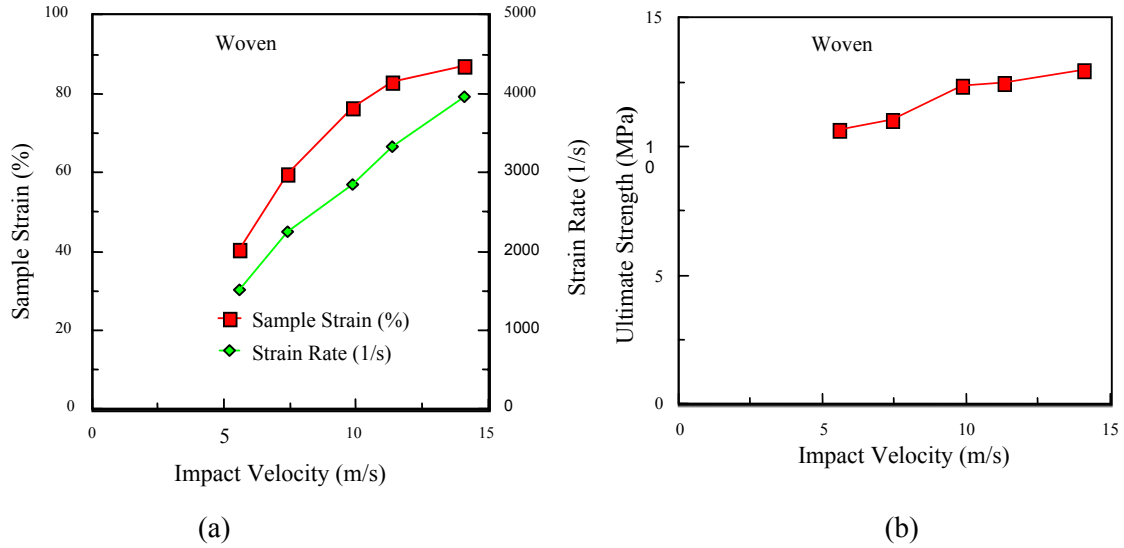 100
80
60
40
20
0
Sample Strain (%)
Woven
Sample Strain (%)
Strain Rate (1/s)
5000
4000
3000
2000
1000
0
Strain Rate (1/s)
0
5
10
15
Impact Velocity (m/s)
(a)
15
1
0
5
0
Ultimate Strength (MPa)
Woven
0
5
10
15
Impact Velocity (m/s)
(b)